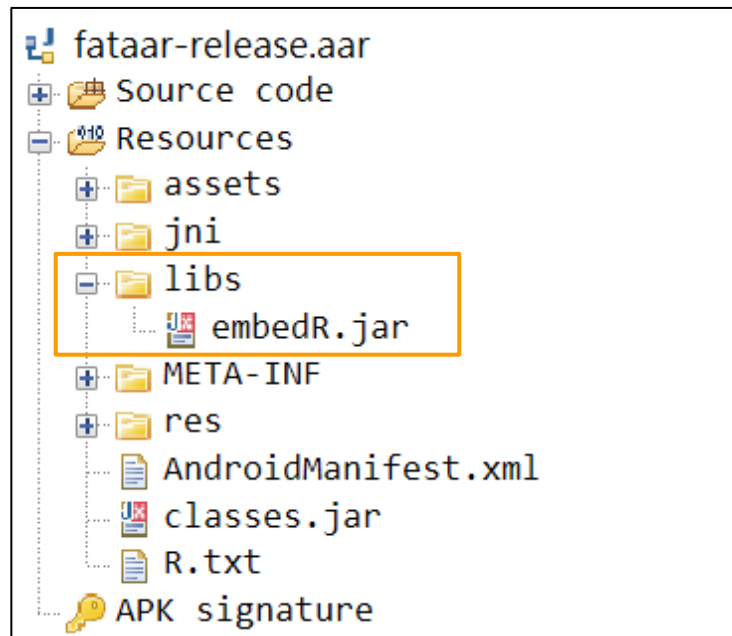 fataar-release.aar
Source code
Resources
assets
jni
libs
embedR.jar
META-INF
res
AndroidManifest.xml
classes.jar
R.txt
APK signature